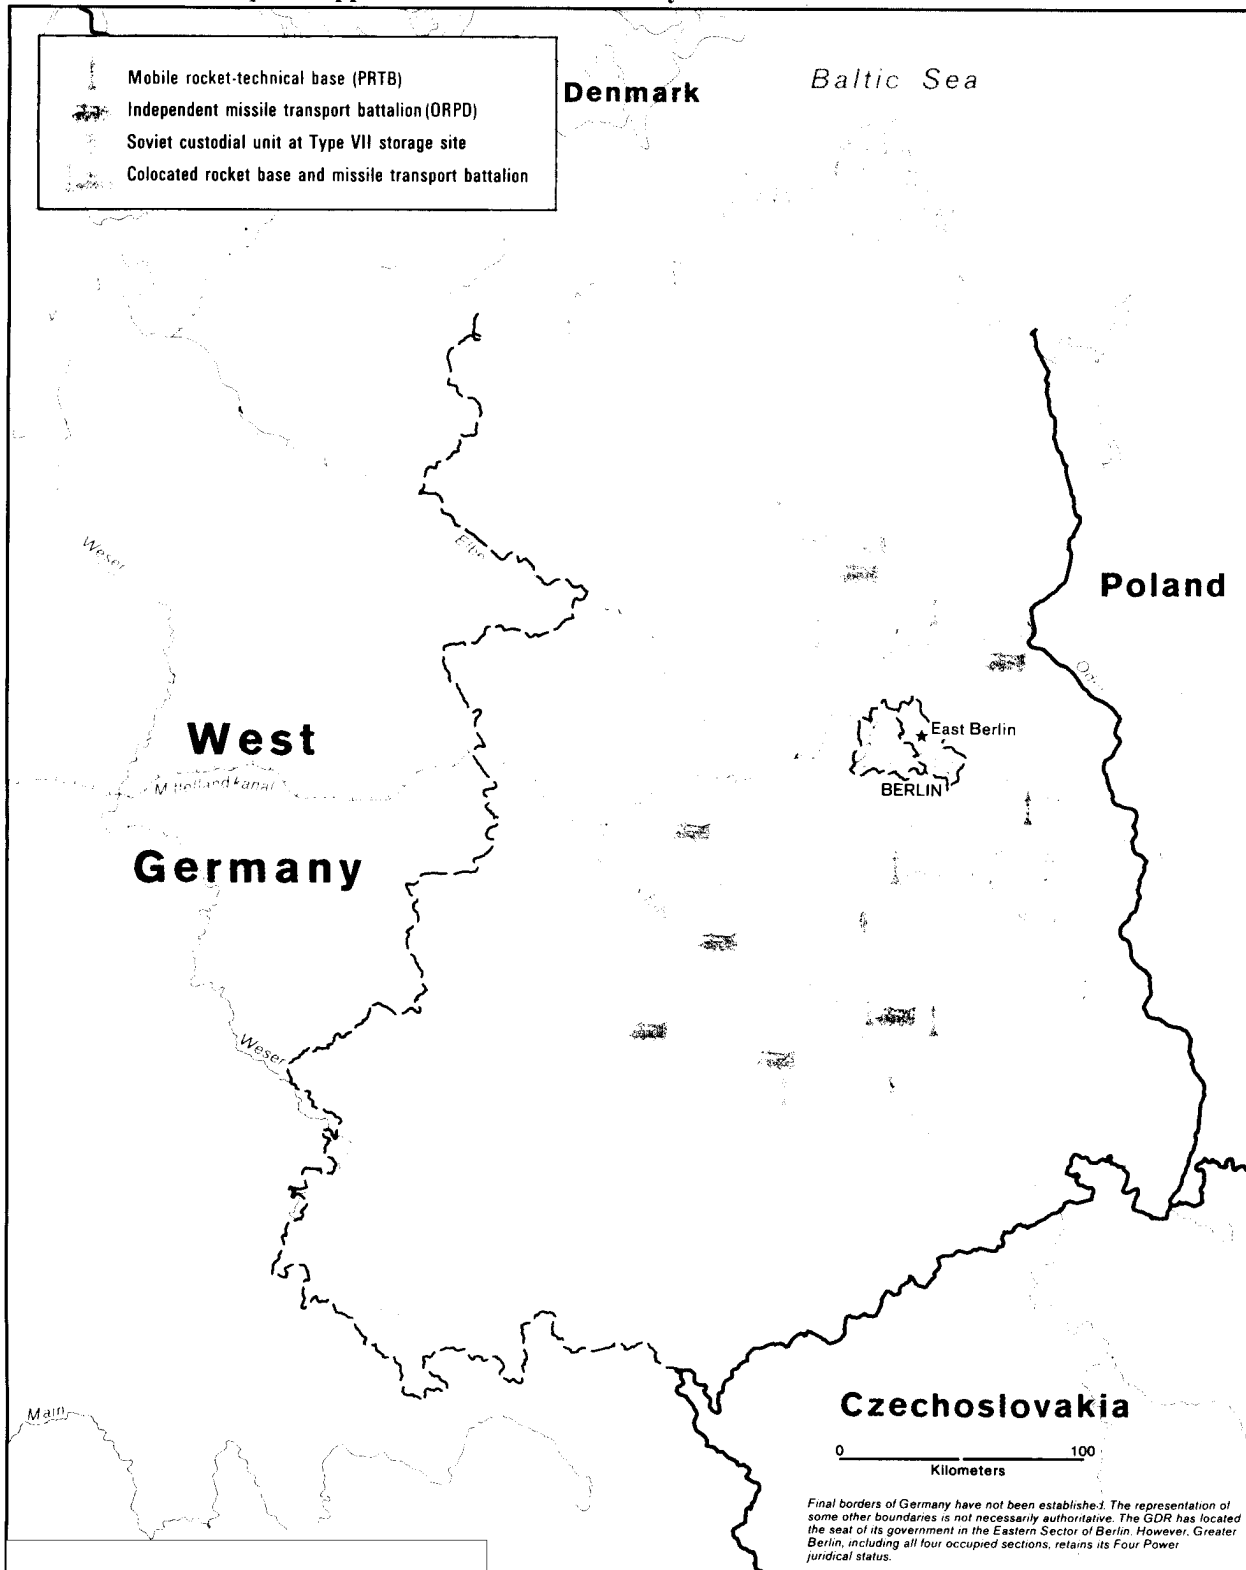 Mobile rocket-technical base (PRTB)
Independent missile transport battalion (ORPD)
Soviet custodial unit at Type VII storage site
Colocated rocket base and missile transport battalion
Denmark
Baltic Sea
Weser
Elbe
Poland
Oder
West
East Berlin
BERLIN
Germany
Weser
Main
Czechoslovakia
0 100
Kilometers
Final borders of Germany have not been established. The representation of
some other boundaries is not necessarily authoritative. The GDR has located
the seat of its government in the Eastern Sector of Berlin. However, Greater
Berlin, including all four occupied sections, retains its Four Power
juridical status.